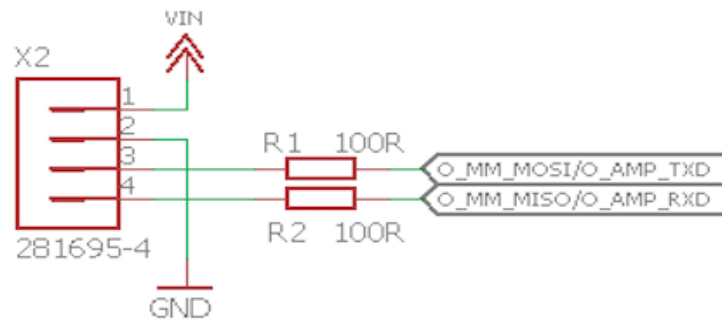 VIN
X2
1
2
3
4
R1 100R
O_MM_MOSI/O_AMP_TXD
O_MM_MISO/O_AMP_RXD
R2 100R
281695-4
GND